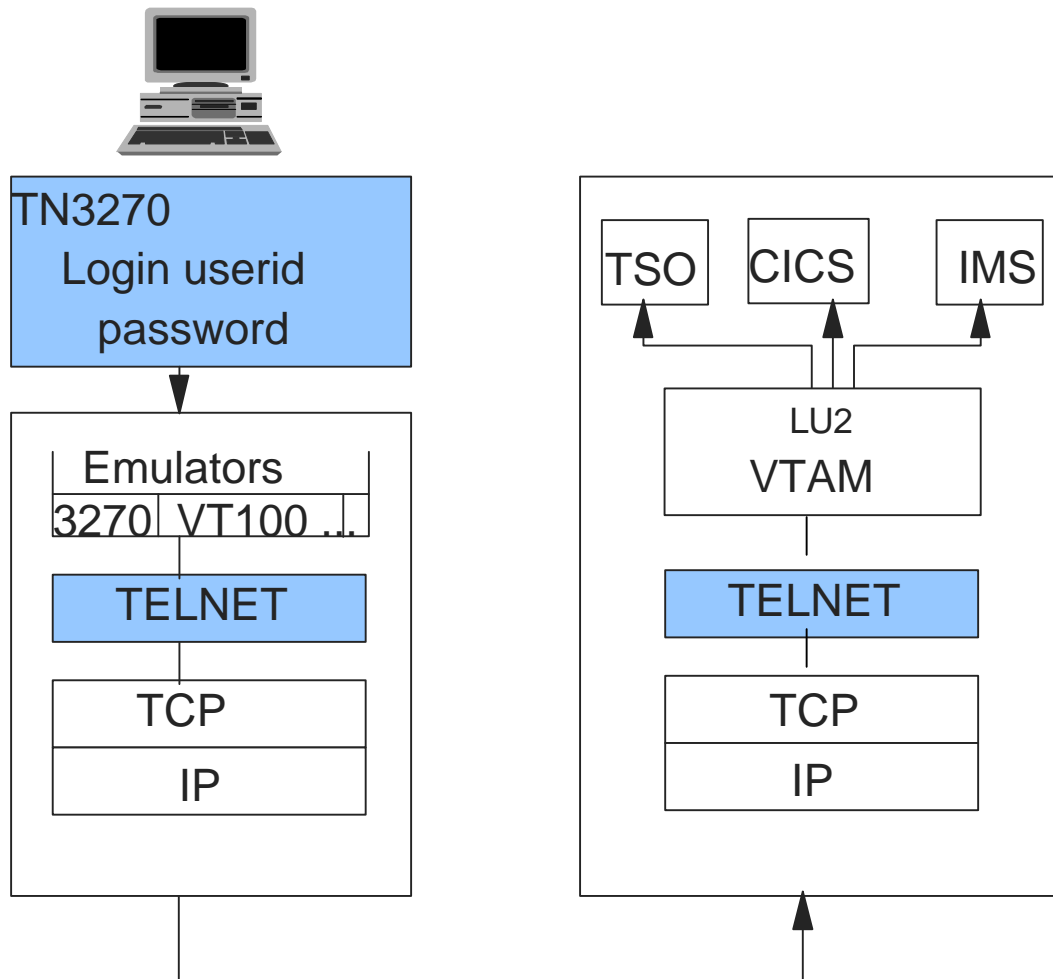 TN3270
Login userid
password
Emulators
3270 VT100 ...
TELNET
TCP
IP
TSO CICS IMS
LU2
VTAM
TELNET
TCP
IP